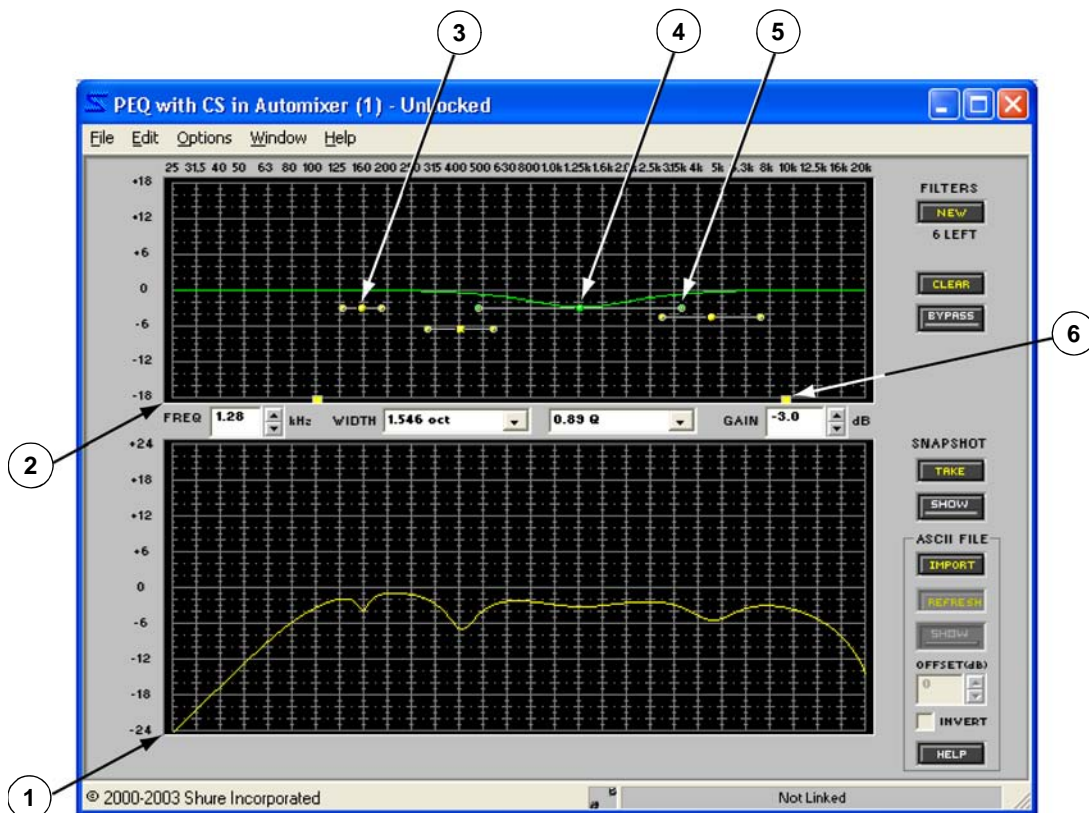 3
4
5
PEQ with CS in Automixer (1) - Unlocked
File Edit Options Window Help
25 31.5 40 50 63 80 100 125 160 200 250 315 400 500 630 800 1.0k 1.25k 1.6k 2.0k 2.5k 3.15k 4k 5k 6.3k 8k 10k 12.5k 16k 20k
+18
+12
+6
0
-6
-12
-18
FILTERS
NEW
6 LEFT
CLEAR
BYPASS
6
2
FREQ 1.28 kHz WIDTH 1.546 oct 0.89 Q GAIN -3.0 dB
+24
+18
+12
+6
0
-6
-12
-18
-24
SNAPSHOT
TAKE
SHOW
ASCII FILE
IMPORT
REFRESH
SHOW
OFFSET(dB)
0
INVERT
HELP
1
© 2000-2003 Shure Incorporated
Not Linked